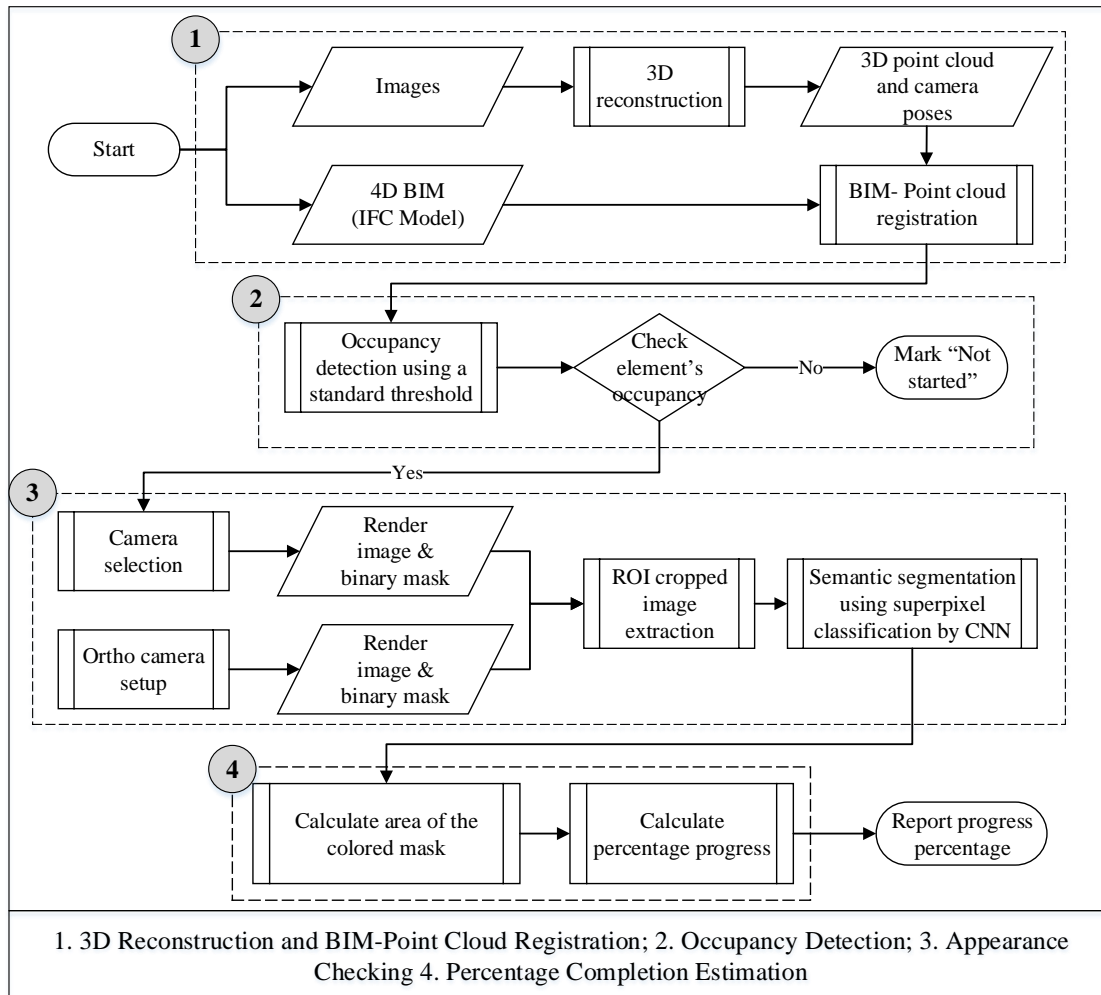 1
Images
3D
reconstruction
3D point cloud
and camera
poses
Start
4D BIM
(IFC Model)
BIM- Point cloud
registration
2
Occupancy
detection using a
standard threshold
Check
element’s
occupancy
No
Mark “Not
started”
Yes
3
Camera
selection
Render
image &
binary mask
ROI cropped
image
extraction
Semantic segmentation
using superpixel
classification by CNN
Ortho camera
setup
Render
image &
binary mask
4
Calculate area of the
colored mask
Calculate
percentage progress
Report progress
percentage
1. 3D Reconstruction and BIM-Point Cloud Registration; 2. Occupancy Detection; 3. Appearance
Checking 4. Percentage Completion Estimation